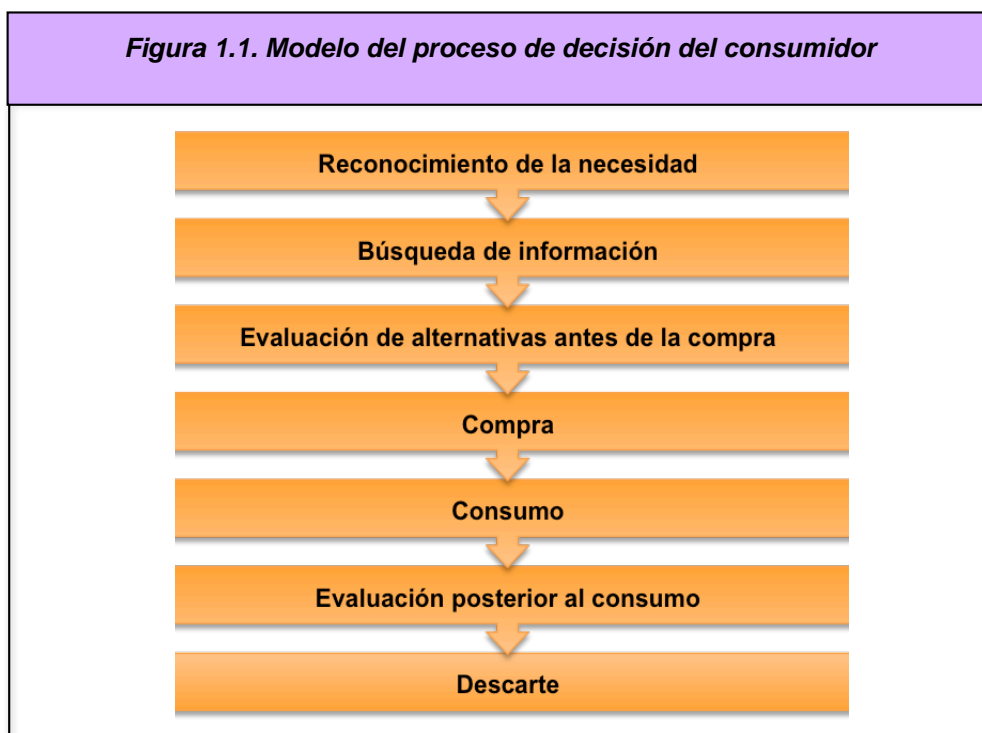 Figura 1.1. Modelo del proceso de decisión del consumidor
Reconocimiento de la necesidad
Búsqueda de información
Evaluación de alternativas antes de la compra
Compra
Consumo
Evaluación posterior al consumo
Descarte